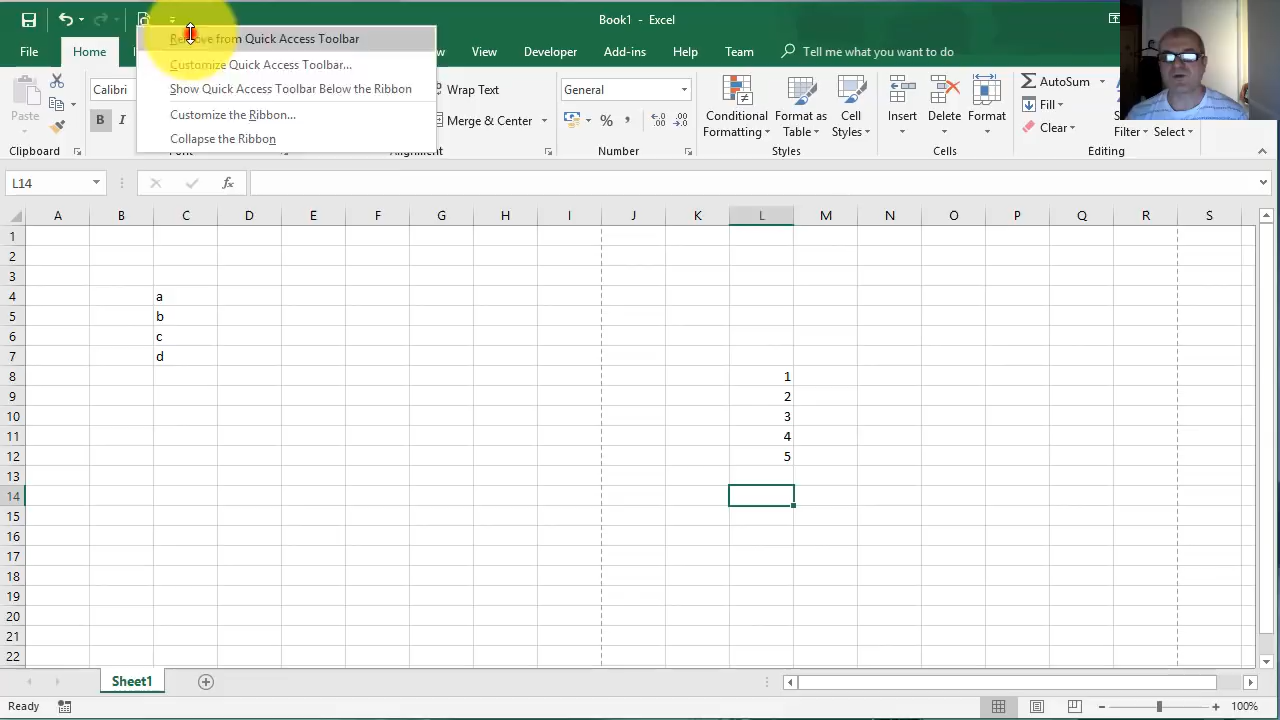 Book1 - Excel
File
Home
View
Developer
Add-ins
Help
Team
Tell me what you want to do
Remove from Quick Access Toolbar
Customize Quick Access Toolbar...
Show Quick Access Toolbar Below the Ribbon
Customize the Ribbon...
Collapse the Ribbon
Paste
Clipboard
Calibri
B I
Font
Wrap Text
Merge & Center
Alignment
General
% ,
Number
Conditional Formatting
Format as Table
Cell Styles
Styles
Insert
Delete
Format
Cells
AutoSum
Fill
Clear
Filter
Select
Editing
L14
fx
A B C D E F G H I J K L M N O P Q R S
1
2
3
4 a
5 b
6 c
7 d
8 1
9 2
10 3
11 4
12 5
13
14
15
16
17
18
19
20
21
22
Sheet1
Ready
100%